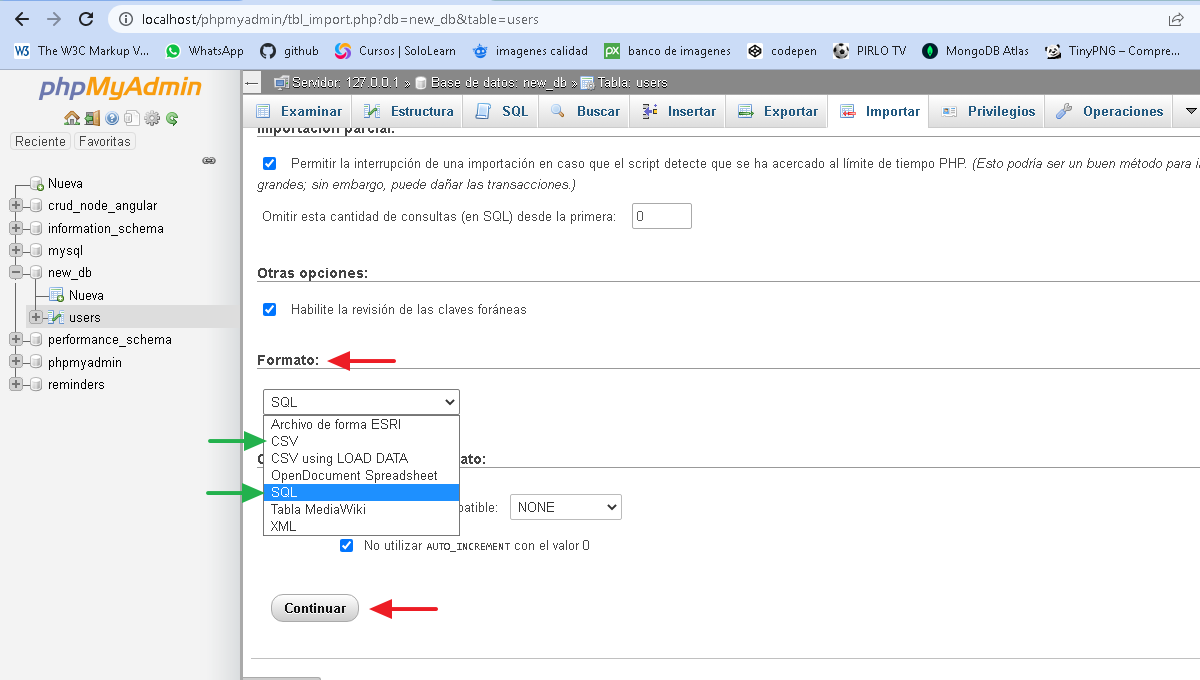 localhost/phpmyadmin/tbl_import.php?db=new_db&table=users
The W3C Markup V... WhatsApp github Cursos | SoloLearn imagenes calidad banco de imagenes codepen PIRLO TV MongoDB Atlas TinyPNG – Compre...
phpMyAdmin
Reciente Favoritas
Nueva
crud_node_angular
information_schema
mysql
new_db
Nueva
users
performance_schema
phpmyadmin
reminders
Servidor: 127.0.0.1 » Base de datos: new_db » Tabla: users
Examinar Estructura SQL Buscar Insertar Exportar Importar Privilegios Operaciones
Importación parcial:
Permitir la interrupción de una importación en caso que el script detecte que se ha acercado al límite de tiempo PHP. (Esto podría ser un buen método para i
grandes; sin embargo, puede dañar las transacciones.)
Omitir esta cantidad de consultas (en SQL) desde la primera: 0
Otras opciones:
Habilite la revisión de las claves foráneas
Formato:
SQL
Archivo de forma ESRI
CSV
CSV using LOAD DATA
OpenDocument Spreadsheet
SQL
Tabla MediaWiki
XML
ato:
patible: NONE
No utilizar AUTO_INCREMENT con el valor 0
Continuar